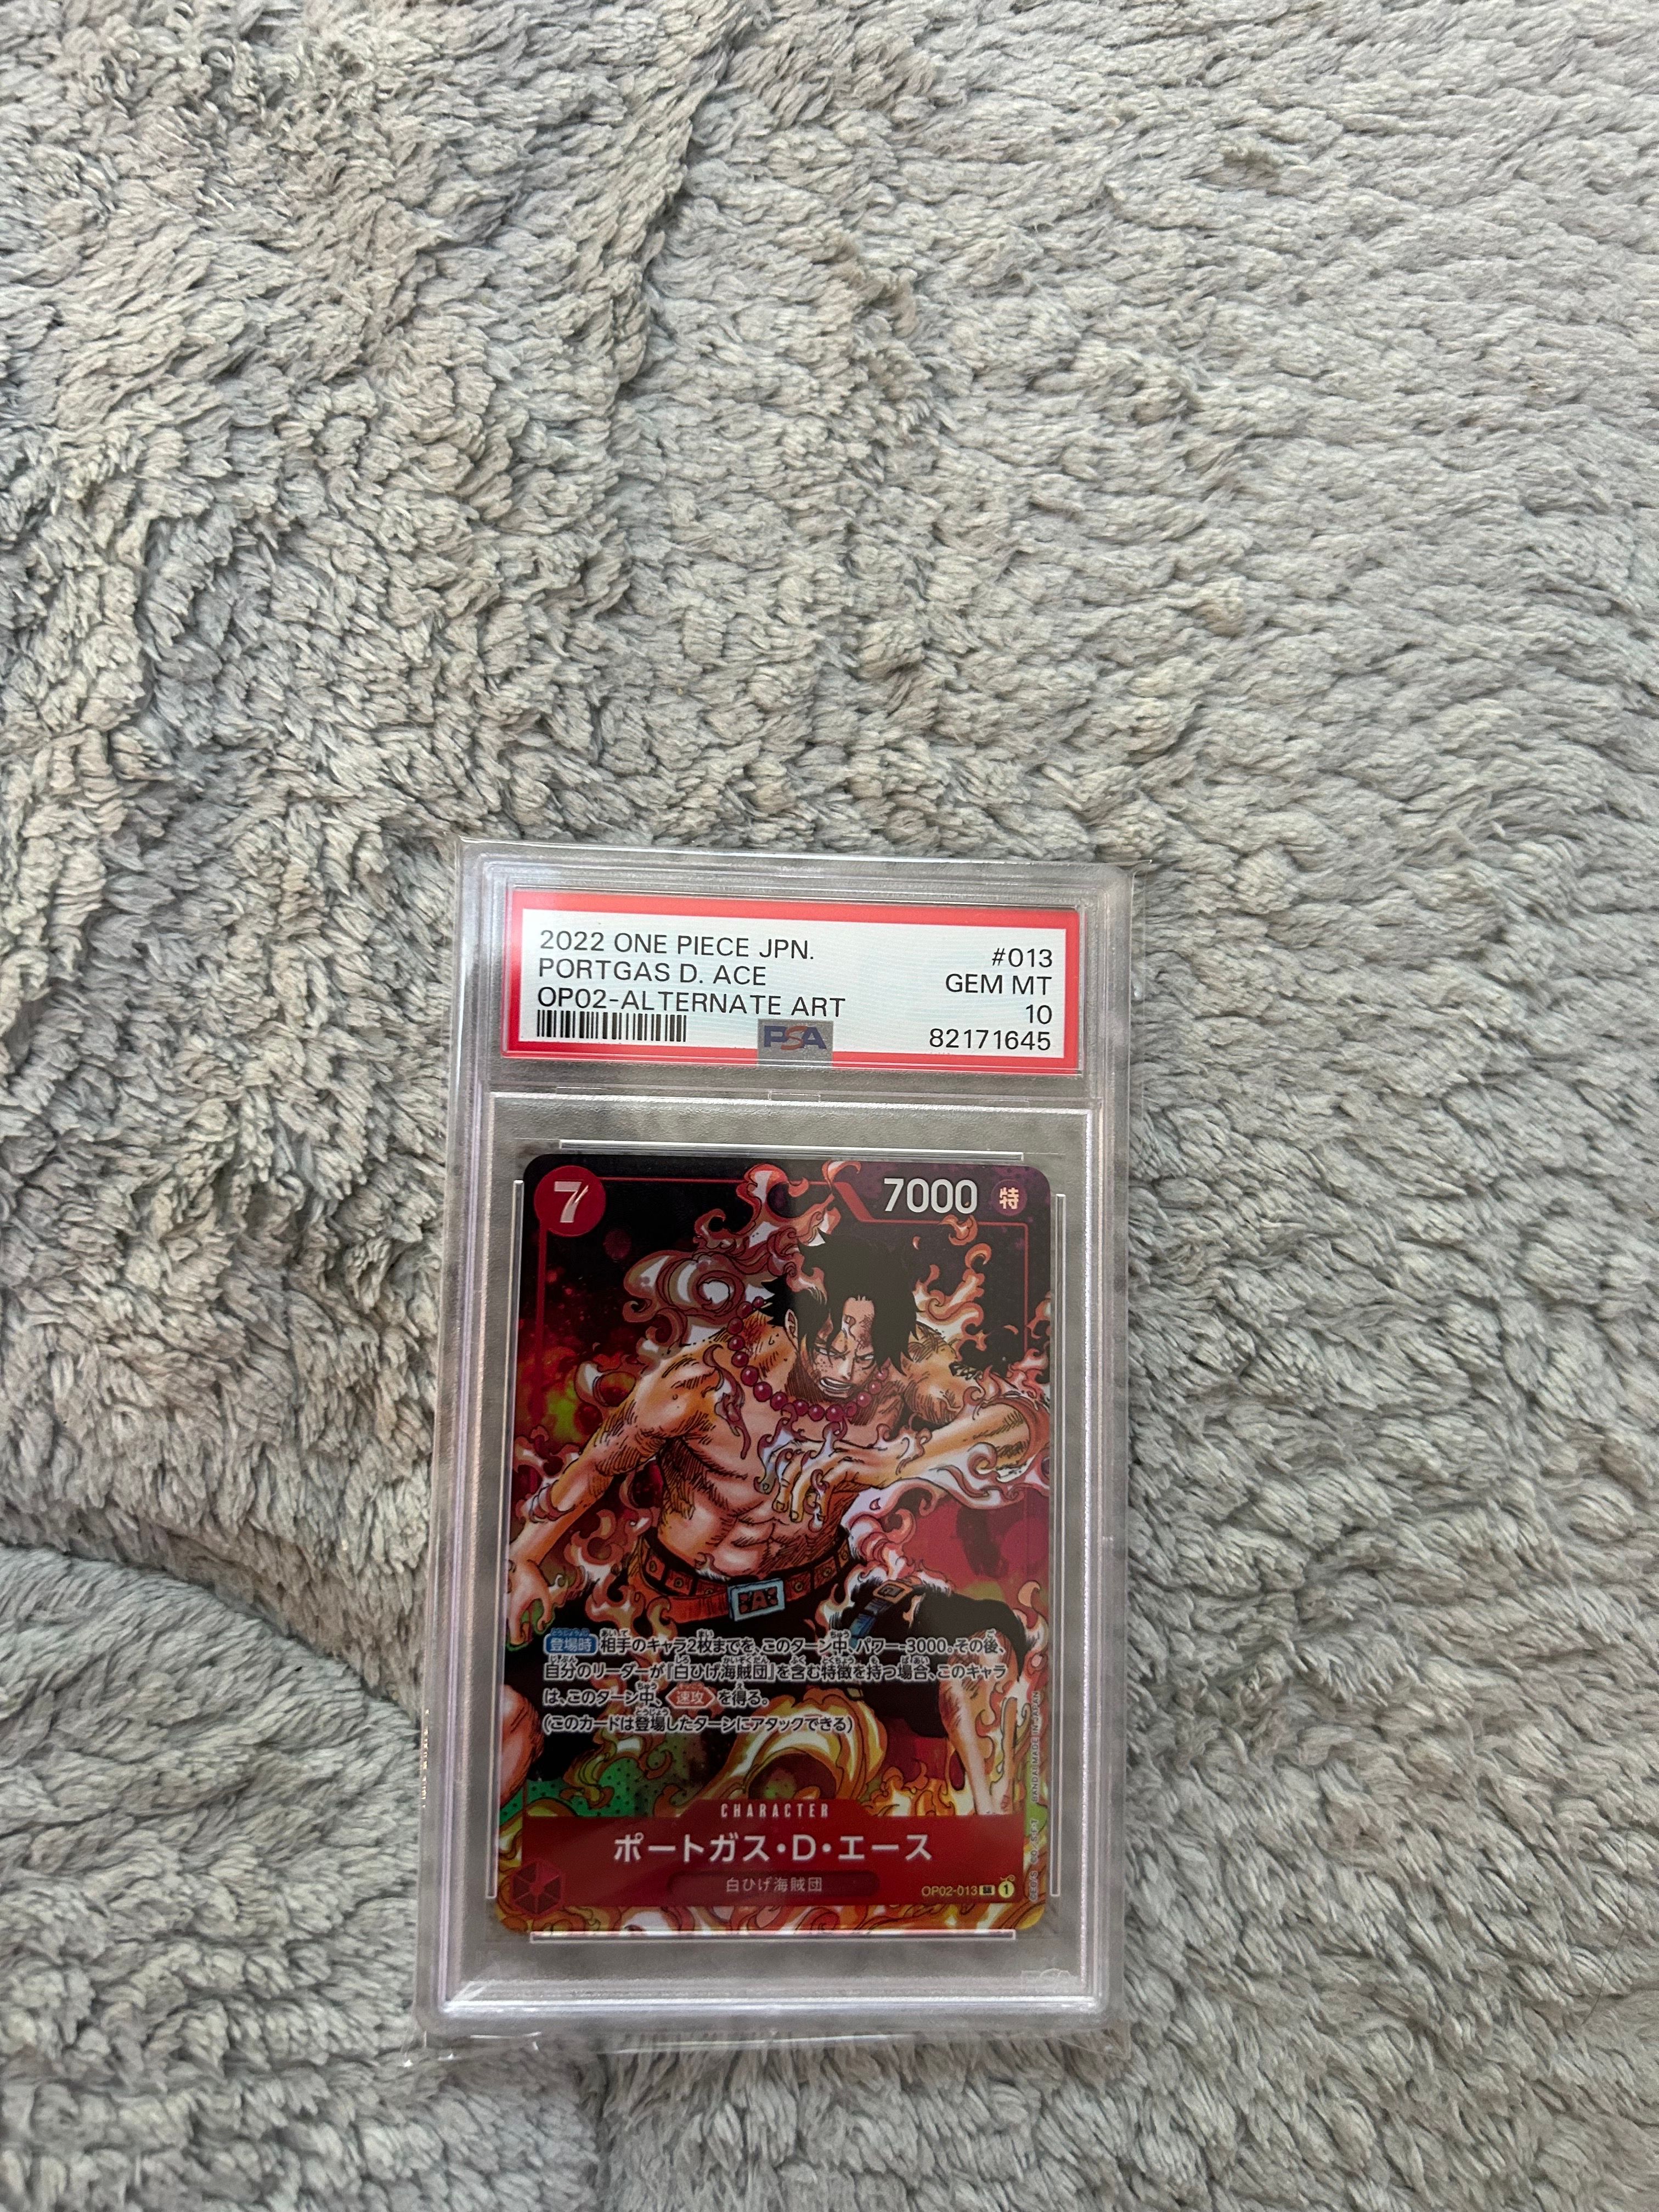 2022 ONE PIECE JPN. #013
PORTGAS D. ACE GEM MT
OP02-ALTERNATE ART 10
PSA 82171645
7 7000 特
登場時 相手のキャラ2枚までを、このターン中、パワー-3000。その後、
自分のリーダーが『白ひげ海賊団』を含む特徴を持つ場合、このキャラ
は、このターン中、速攻を得る。
(このカードは登場したターンにアタックできる)
A
CHARACTER
ポートガス・D・エース
白ひげ海賊団
OP02-013 SR 1
BANDAI MADE IN JAPAN